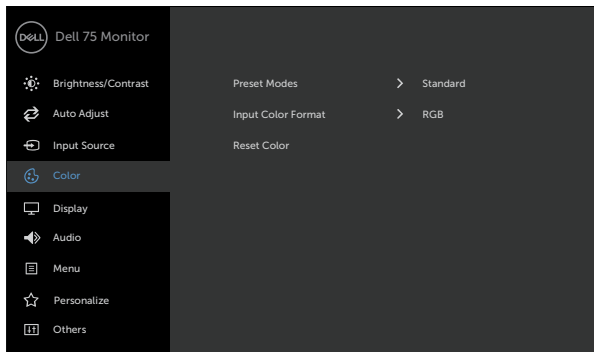 DELL Dell 75 Monitor
Brightness/Contrast Preset Modes Standard
Auto Adjust Input Color Format RGB
Input Source Reset Color
Color
Display
Audio
Menu
Personalize
Others